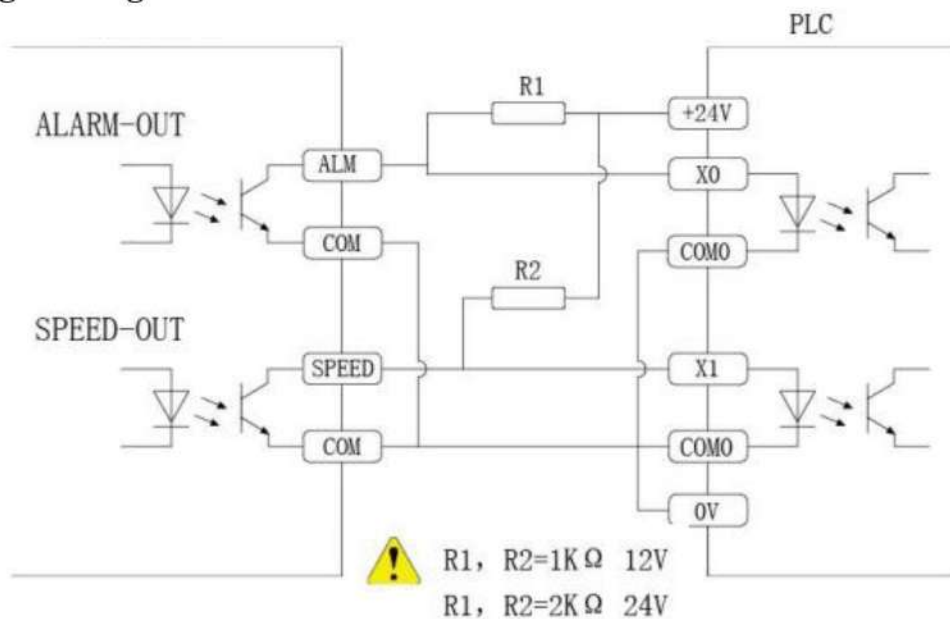 PLC
R1
+24V
ALARM-OUT
ALM
X0
COM
COM0
R2
SPEED-OUT
SPEED
X1
COM
COM0
0V
R1, R2=1KΩ 12V
R1, R2=2KΩ 24V